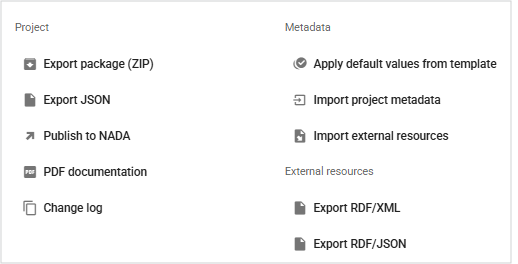 Project
Export package (ZIP)
Export JSON
Publish to NADA
PDF
PDF documentation
Change log
Metadata
Apply default values from template
Import project metadata
Import external resources
External resources
Export RDF/XML
Export RDF/JSON